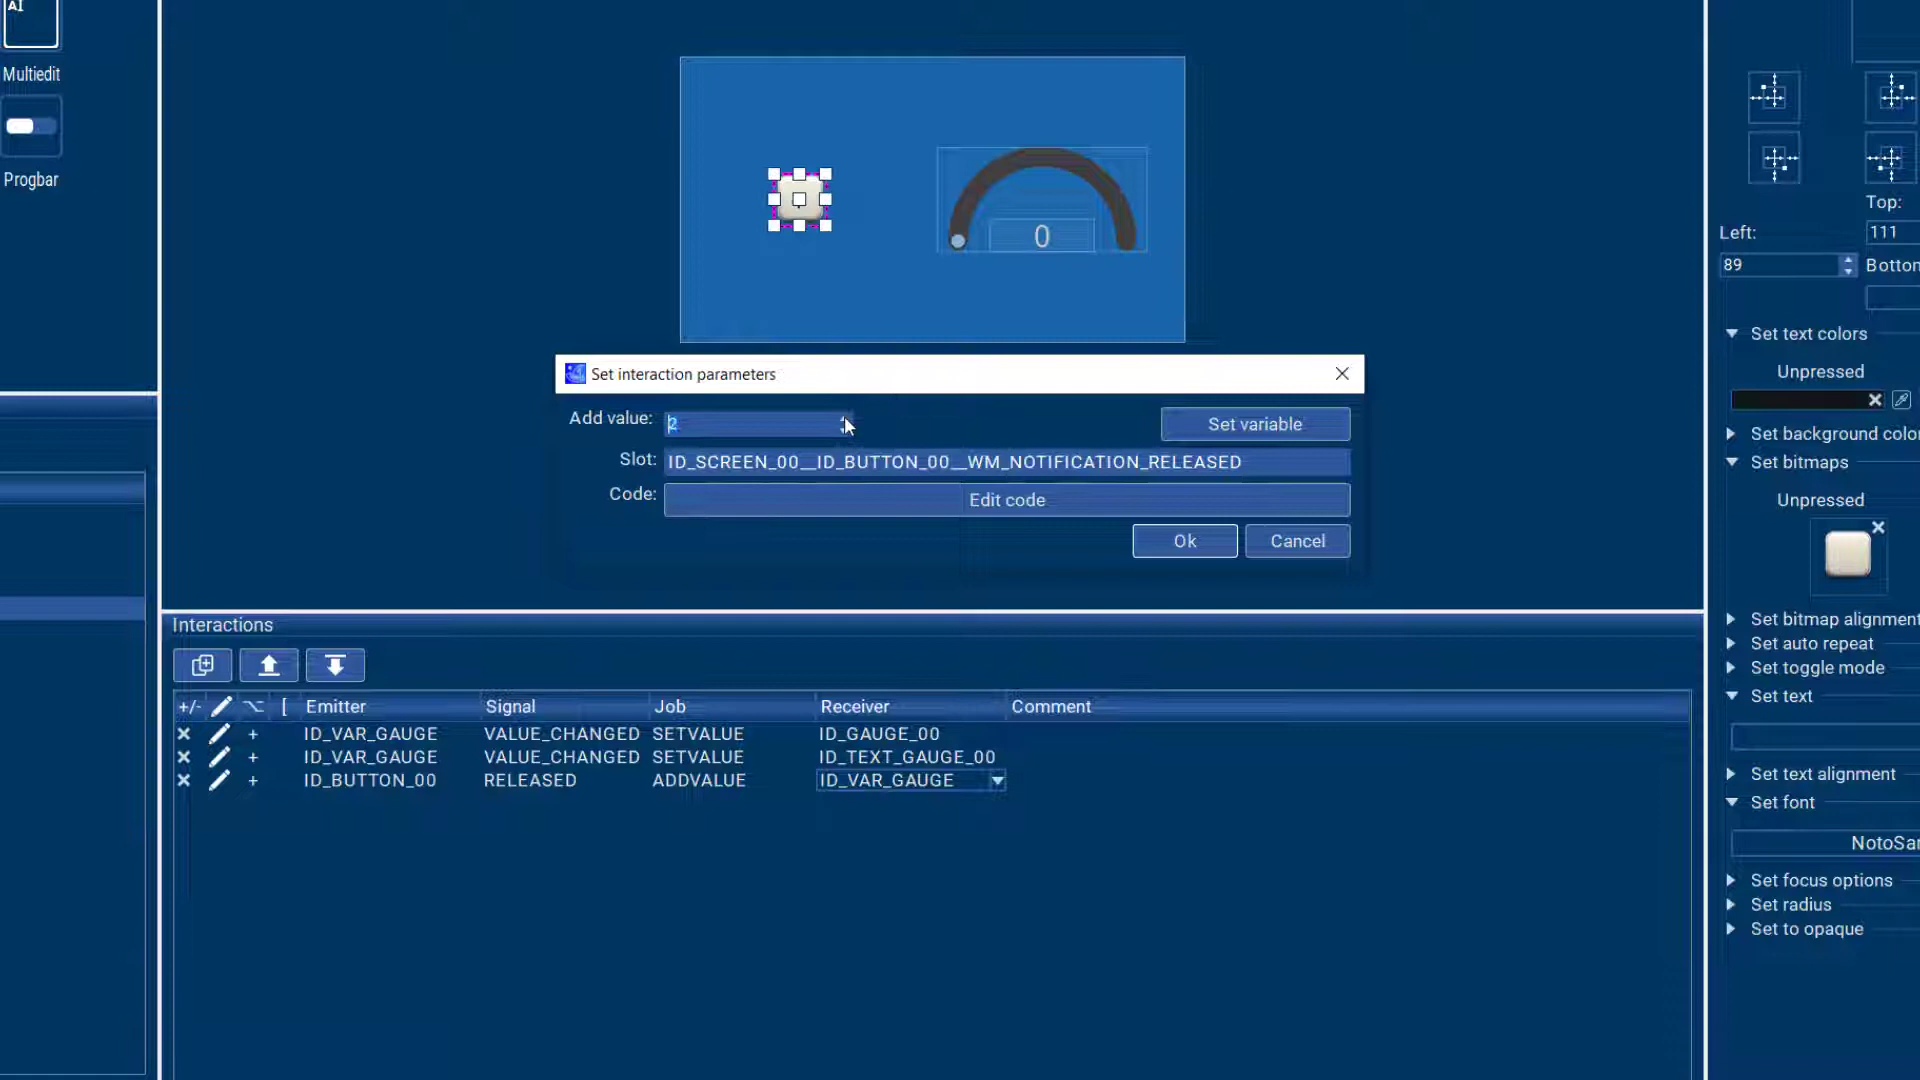 AI
Multiedit
Progbar
0
Set interaction parameters
Add value: 2
Set variable
Slot: ID_SCREEN_00__ID_BUTTON_00__WM_NOTIFICATION_RELEASED
Code: Edit code
Ok Cancel
Interactions
+/- [ Emitter Signal Job Receiver Comment
ID_VAR_GAUGE VALUE_CHANGED SETVALUE ID_GAUGE_00
ID_VAR_GAUGE VALUE_CHANGED SETVALUE ID_TEXT_GAUGE_00
ID_BUTTON_00 RELEASED ADDVALUE ID_VAR_GAUGE
Top:
Left: 111
89 Botton
Set text colors
Unpressed
Set background color
Set bitmaps
Unpressed
Set bitmap alignment
Set auto repeat
Set toggle mode
Set text
Set text alignment
Set font
NotoSan
Set focus options
Set radius
Set to opaque